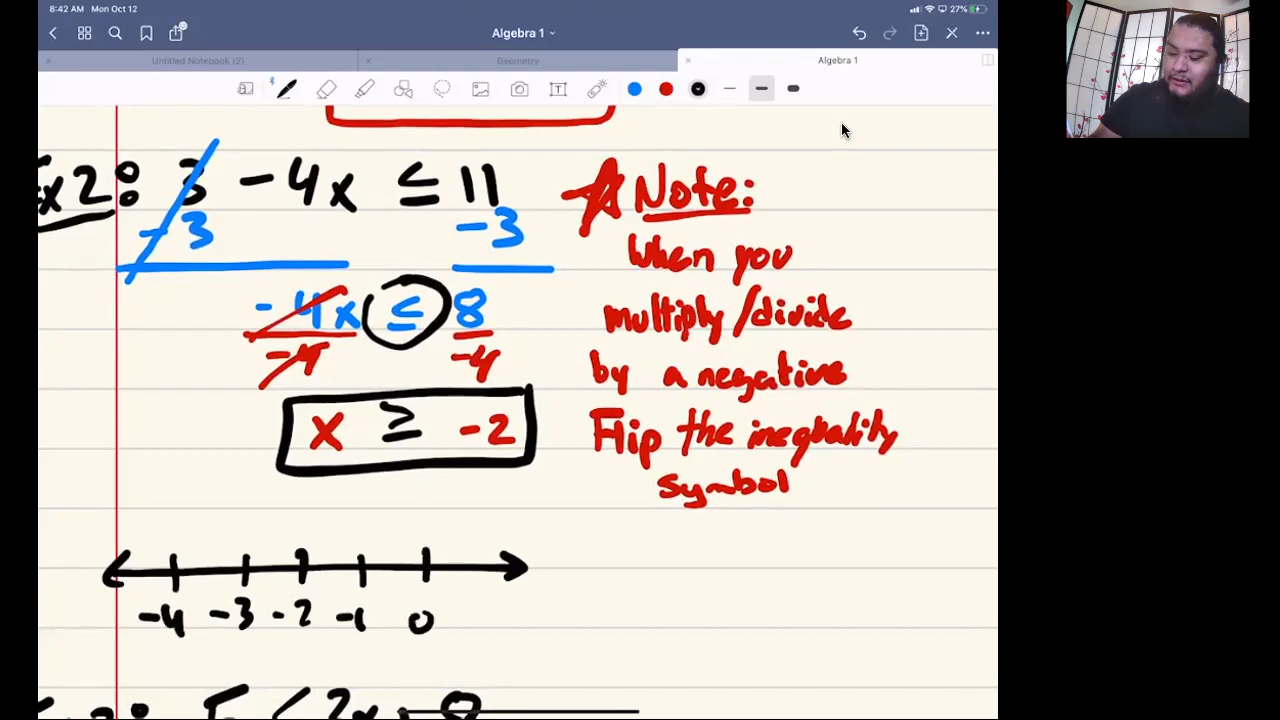 8:42 AM Mon Oct 12
27%
Algebra 1
Untitled Notebook (2)
Geometry
Algebra 1
Ex2: 3 - 4x ≤ 11
-3 -3
-4x ≤ 8
-4 -4
x ≥ -2
Note:
When you
multiply/divide
by a negative
Flip the inequality
symbol
-4 -3 -2 -1 0